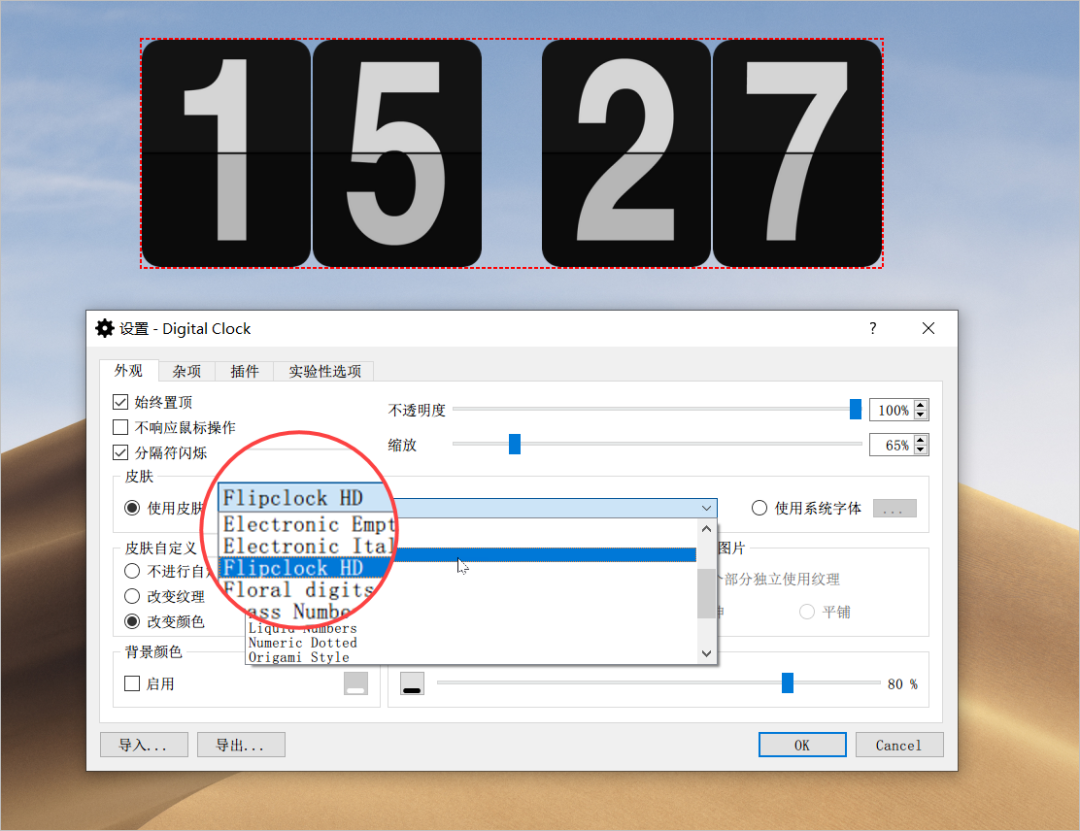 15 27
设置 - Digital Clock
外观 杂项 插件 实验性选项
始终置顶
不响应鼠标操作
分隔符闪烁
不透明度 100%
缩放 65%
皮肤
使用皮肤
Flipclock HD
使用系统字体 ...
Electronic Empt
Electronic Ital
Flipclock HD
Floral digits
ass Numbe
Liquid Numbers
Numeric Dotted
Origami Style
皮肤自定义
不进行自
改变纹理
改变颜色
图片
部分独立使用纹理
平铺
背景颜色
启用
80 %
导入... 导出... OK Cancel